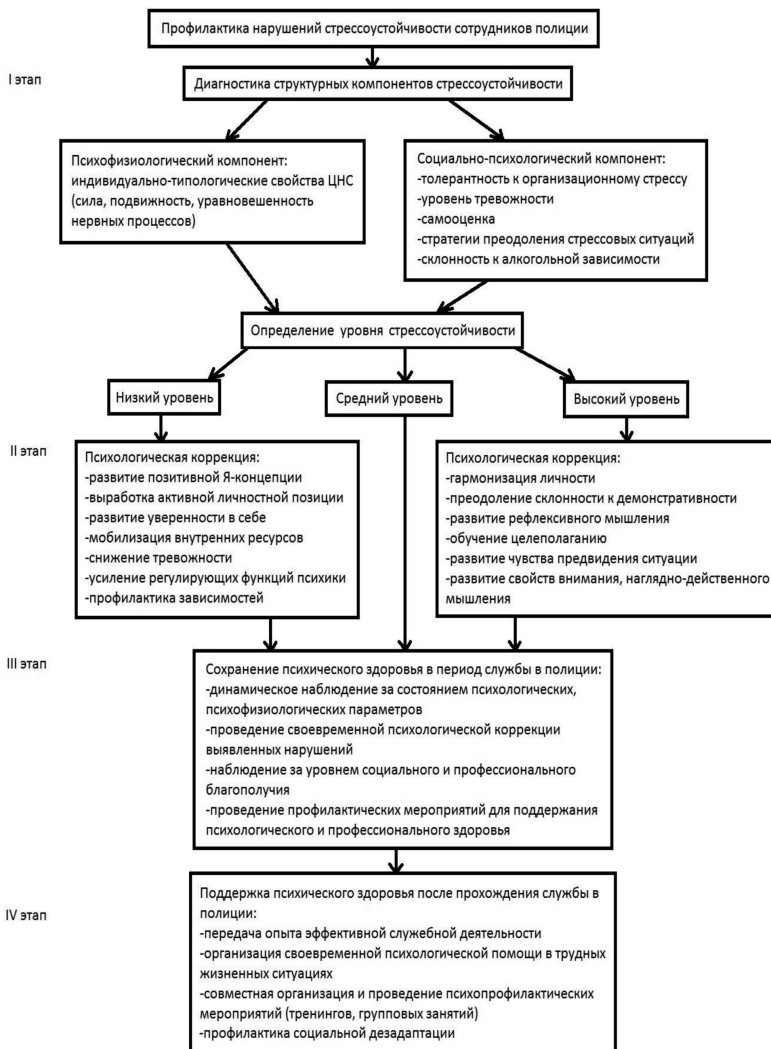 Профилактика нарушений стрессоустойчивости сотрудников полиции
I этап
Диагностика структурных компонентов стрессоустойчивости
Психофизиологический компонент:
индивидуально-типологические свойства ЦНС
(сила, подвижность, уравновешенность
нервных процессов)
Социально-психологический компонент:
-толерантность к организационному стрессу
-уровень тревожности
-самооценка
-стратегии преодоления стрессовых ситуаций
-склонность к алкогольной зависимости
Определение уровня стрессоустойчивости
Низкий уровень
Средний уровень
Высокий уровень
II этап
Психологическая коррекция:
-развитие позитивной Я-концепции
-выработка активной личностной позиции
-развитие уверенности в себе
-мобилизация внутренних ресурсов
-снижение тревожности
-усиление регулирующих функций психики
-профилактика зависимостей
Психологическая коррекция:
-гармонизация личности
-преодоление склонности к демонстративности
-развитие рефлексивного мышления
-обучение целеполаганию
-развитие чувства предвидения ситуации
-развитие свойств внимания, наглядно-действенного
мышления
III этап
Сохранение психического здоровья в период службы в полиции:
-динамическое наблюдение за состоянием психологических,
психофизиологических параметров
-проведение своевременной психологической коррекции
выявленных нарушений
-наблюдение за уровнем социального и профессионального
благополучия
-проведение профилактических мероприятий для поддержания
психологического и профессионального здоровья
IV этап
Поддержка психического здоровья после прохождения службы в
полиции:
-передача опыта эффективной служебной деятельности
-организация своевременной психологической помощи в трудных
жизненных ситуациях
-совместная организация и проведение психопрофилактических
мероприятий (тренингов, групповых занятий)
-профилактика социальной дезадаптации